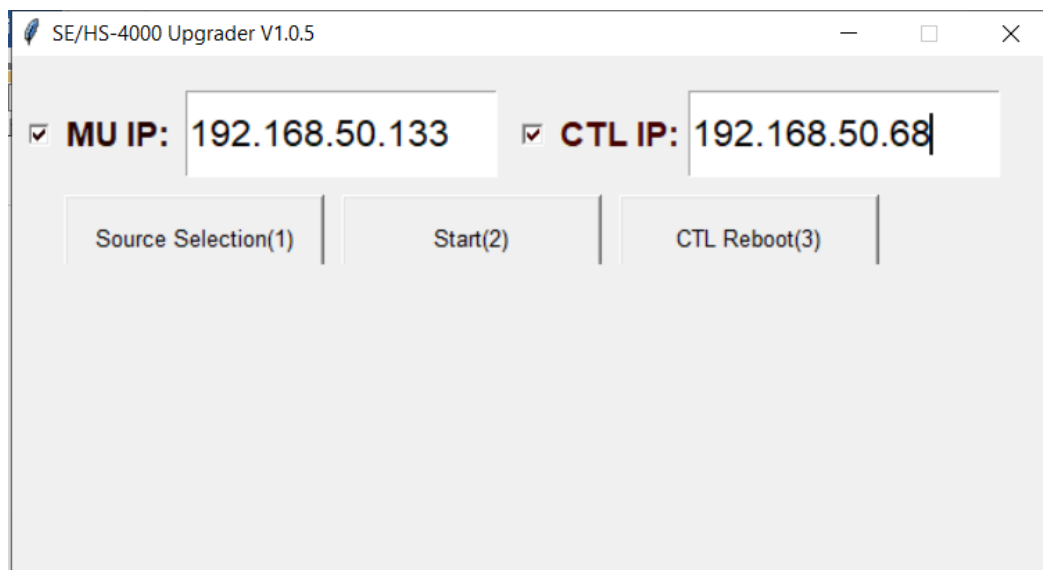 SE/HS-4000 Upgrader V1.0.5
MU IP: 192.168.50.133 CTL IP: 192.168.50.68
Source Selection(1) Start(2) CTL Reboot(3)